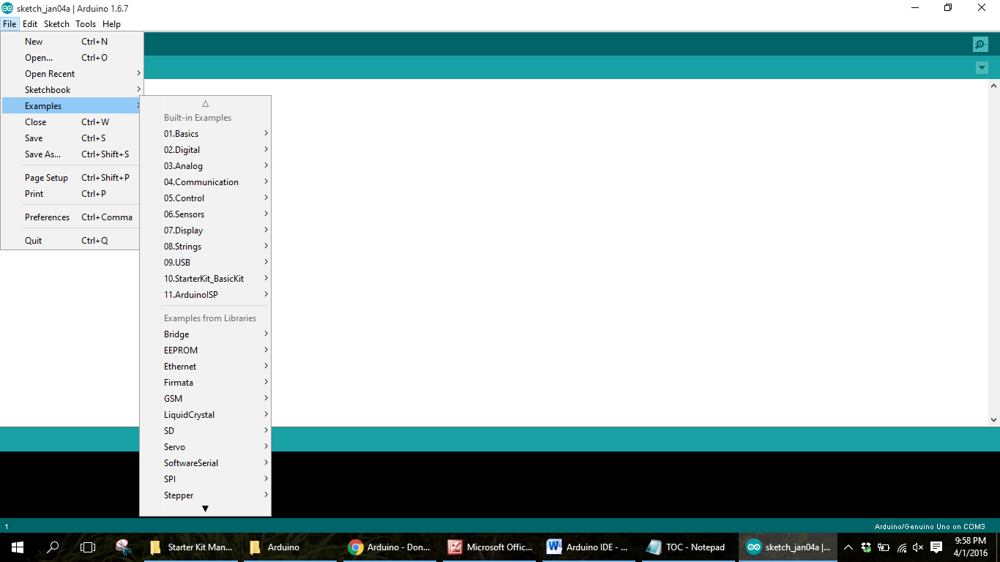 sketch_jan04a | Arduino 1.6.7
File Edit Sketch Tools Help
New Ctrl+N
Open... Ctrl+O
Open Recent
Sketchbook
Examples
Close Ctrl+W
Save Ctrl+S
Save As... Ctrl+Shift+S
Page Setup Ctrl+Shift+P
Print Ctrl+P
Preferences Ctrl+Comma
Quit Ctrl+Q
Built-in Examples
01.Basics
02.Digital
03.Analog
04.Communication
05.Control
06.Sensors
07.Display
08.Strings
09.USB
10.StarterKit_BasicKit
11.ArduinoISP
Examples from Libraries
Bridge
EEPROM
Ethernet
Firmata
GSM
LiquidCrystal
SD
Servo
SoftwareSerial
SPI
Stepper
1 Arduino/Genuino Uno on COM3
Starter Kit Man... Arduino Arduino - Don... Microsoft Offic... Arduino IDE - ... TOC - Notepad sketch_jan04a |... 9:58 PM
4/1/2016